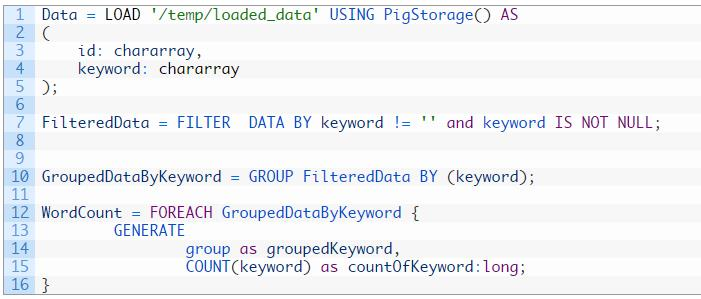 1 Data = LOAD '/temp/loaded_data' USING PigStorage() AS
2 (
3     id: chararray,
4     keyword: chararray
5 );
6
7 FilteredData = FILTER  DATA BY keyword != '' and keyword IS NOT NULL;
8
9
10 GroupedDataByKeyword = GROUP FilteredData BY (keyword);
11
12 WordCount = FOREACH GroupedDataByKeyword {
13         GENERATE
14                 group as groupedKeyword,
15                 COUNT(keyword) as countOfKeyword:long;
16 }